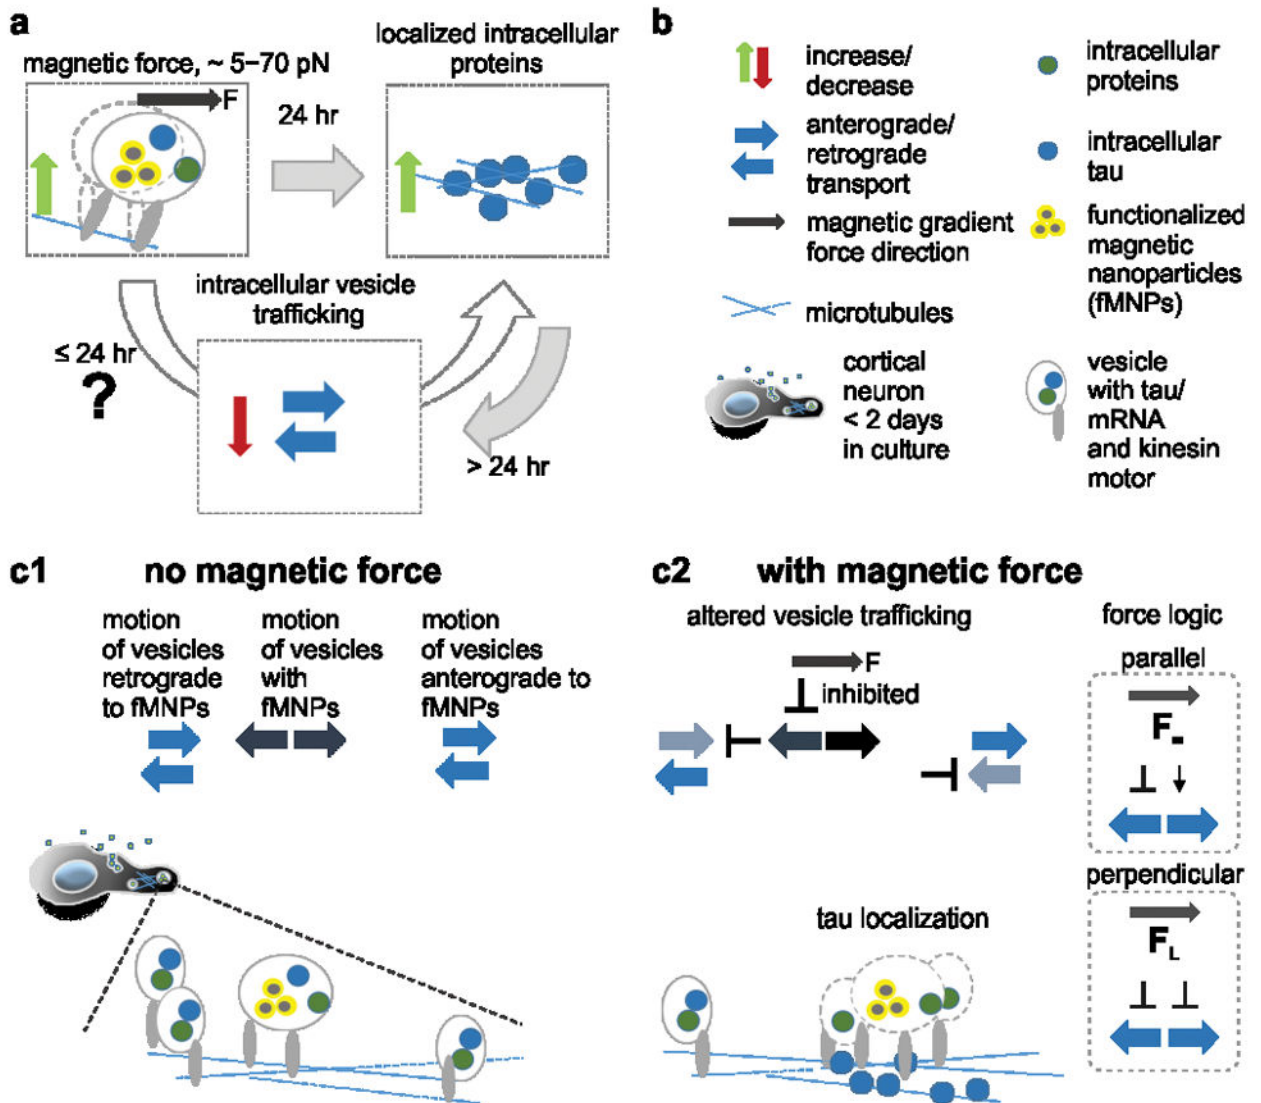 a
magnetic force, ~ 5–70 pN
F
24 hr
localized intracellular
proteins
intracellular vesicle
trafficking
≤ 24 hr
?
> 24 hr
b
increase/
decrease
anterograde/
retrograde
transport
magnetic gradient
force direction
microtubules
cortical
neuron
< 2 days
in culture
intracellular
proteins
intracellular
tau
functionalized
magnetic
nanoparticles
(fMNPs)
vesicle
with tau/
mRNA
and kinesin
motor
c1 no magnetic force
motion
of vesicles
retrograde
to fMNPs
motion
of vesicles
with
fMNPs
motion
of vesicles
anterograde to
fMNPs
c2 with magnetic force
altered vesicle trafficking
F
inhibited
tau localization
force logic
parallel
F=
perpendicular
F⊥